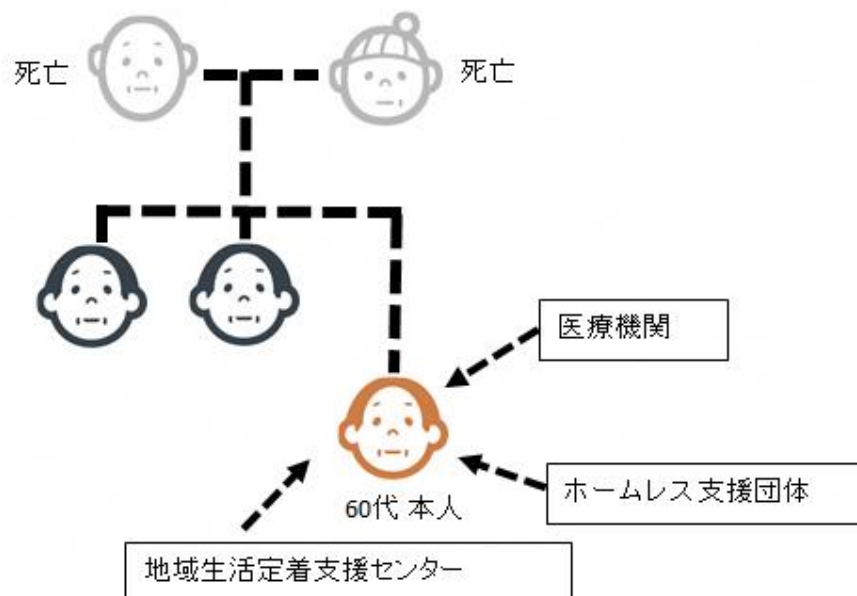 死亡
死亡
医療機関
ホームレス支援団体
60代 本人
地域生活定着支援センター